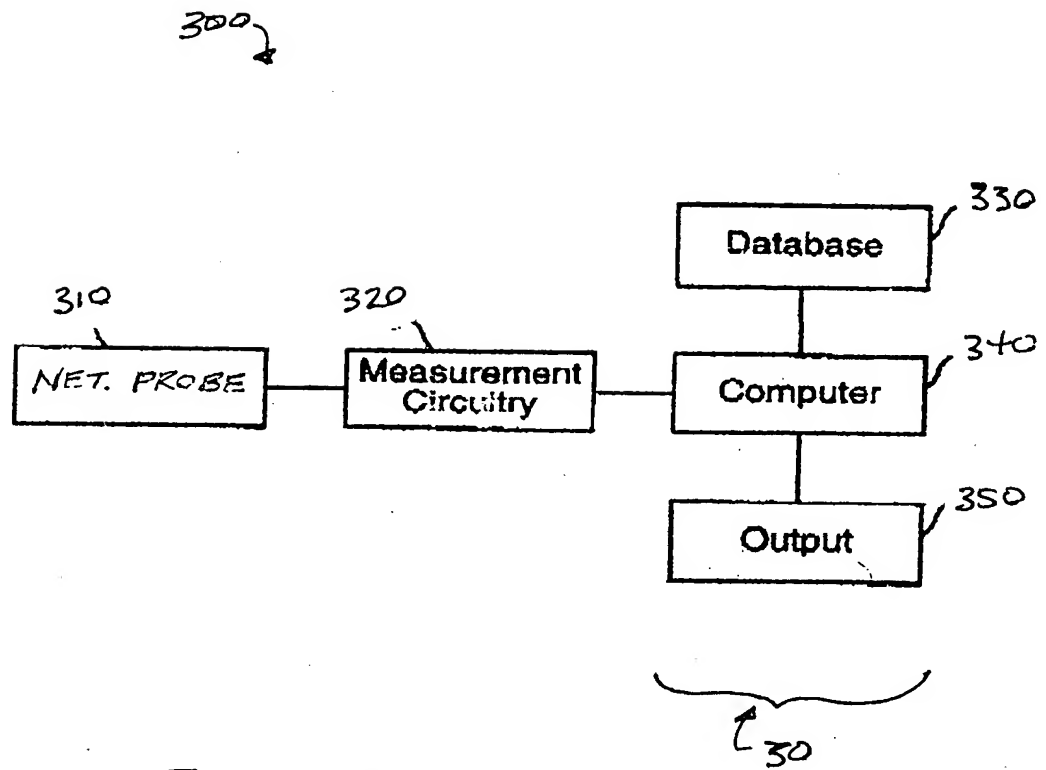 300
330
Database
310
320
340
NET. PROBE
Measurement
Circuitry
Computer
350
Output
30